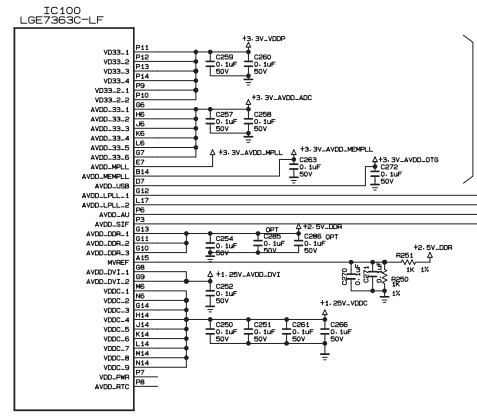 IC100
LGE7363C-LF
VD33_1 P11
VD33_2 P12
VD33_3 P13
VD33_4 P14
VD33_2_1 P9
VD33_2_2 P10
AVDD_33_1 G6
AVDD_33_2 H6
AVDD_33_3 J6
AVDD_33_4 K6
AVDD_33_5 L6
AVDD_33_6 G7
AVDD_MPLL E7
AVDD_MEMPLL B14
AVDD_USB D7
AVDD_LPLL_1 G12
AVDD_LPLL_2 L17
AVDD_AU P6
AVDD_SIF P3
AVDD_DDR_1 G13
AVDD_DDR_2 G11
AVDD_DDR_3 G10
MVREF A15
AVDD_DVI_1 G8
AVDD_DVI_2 G9
VDDC_1 M6
VDDC_2 N6
VDDC_3 G14
VDDC_4 H14
VDDC_5 J14
VDDC_6 K14
VDDC_7 L14
VDDC_8 M14
VDDC_9 N14
VDD_PWR P7
AVDD_RTC P8
+3.3V_VDDP
C259 0.1uF 50V
C260 0.1uF 50V
+3.3V_AVDD_ADC
C257 0.1uF 50V
C258 0.1uF 50V
+3.3V_AVDD_MPLL
+3.3V_AVDD_MEMPLL
C263 0.1uF 50V
+3.3V_AVDD_OTG
C272 0.1uF 50V
+2.5V_DDR
C254 0.1uF 50V
OPT C285 0.1uF 50V
C286 OPT 0.1uF 50V
+2.5V_DDR
R251 1K 1%
C270 0.1uF
C271 0.1uF
R250 1K 1%
+1.25V_AVDD_DVI
C252 0.1uF 50V
+1.25V_VDDC
C250 0.1uF 50V
C251 0.1uF 50V
C261 0.1uF 50V
C266 0.1uF 50V